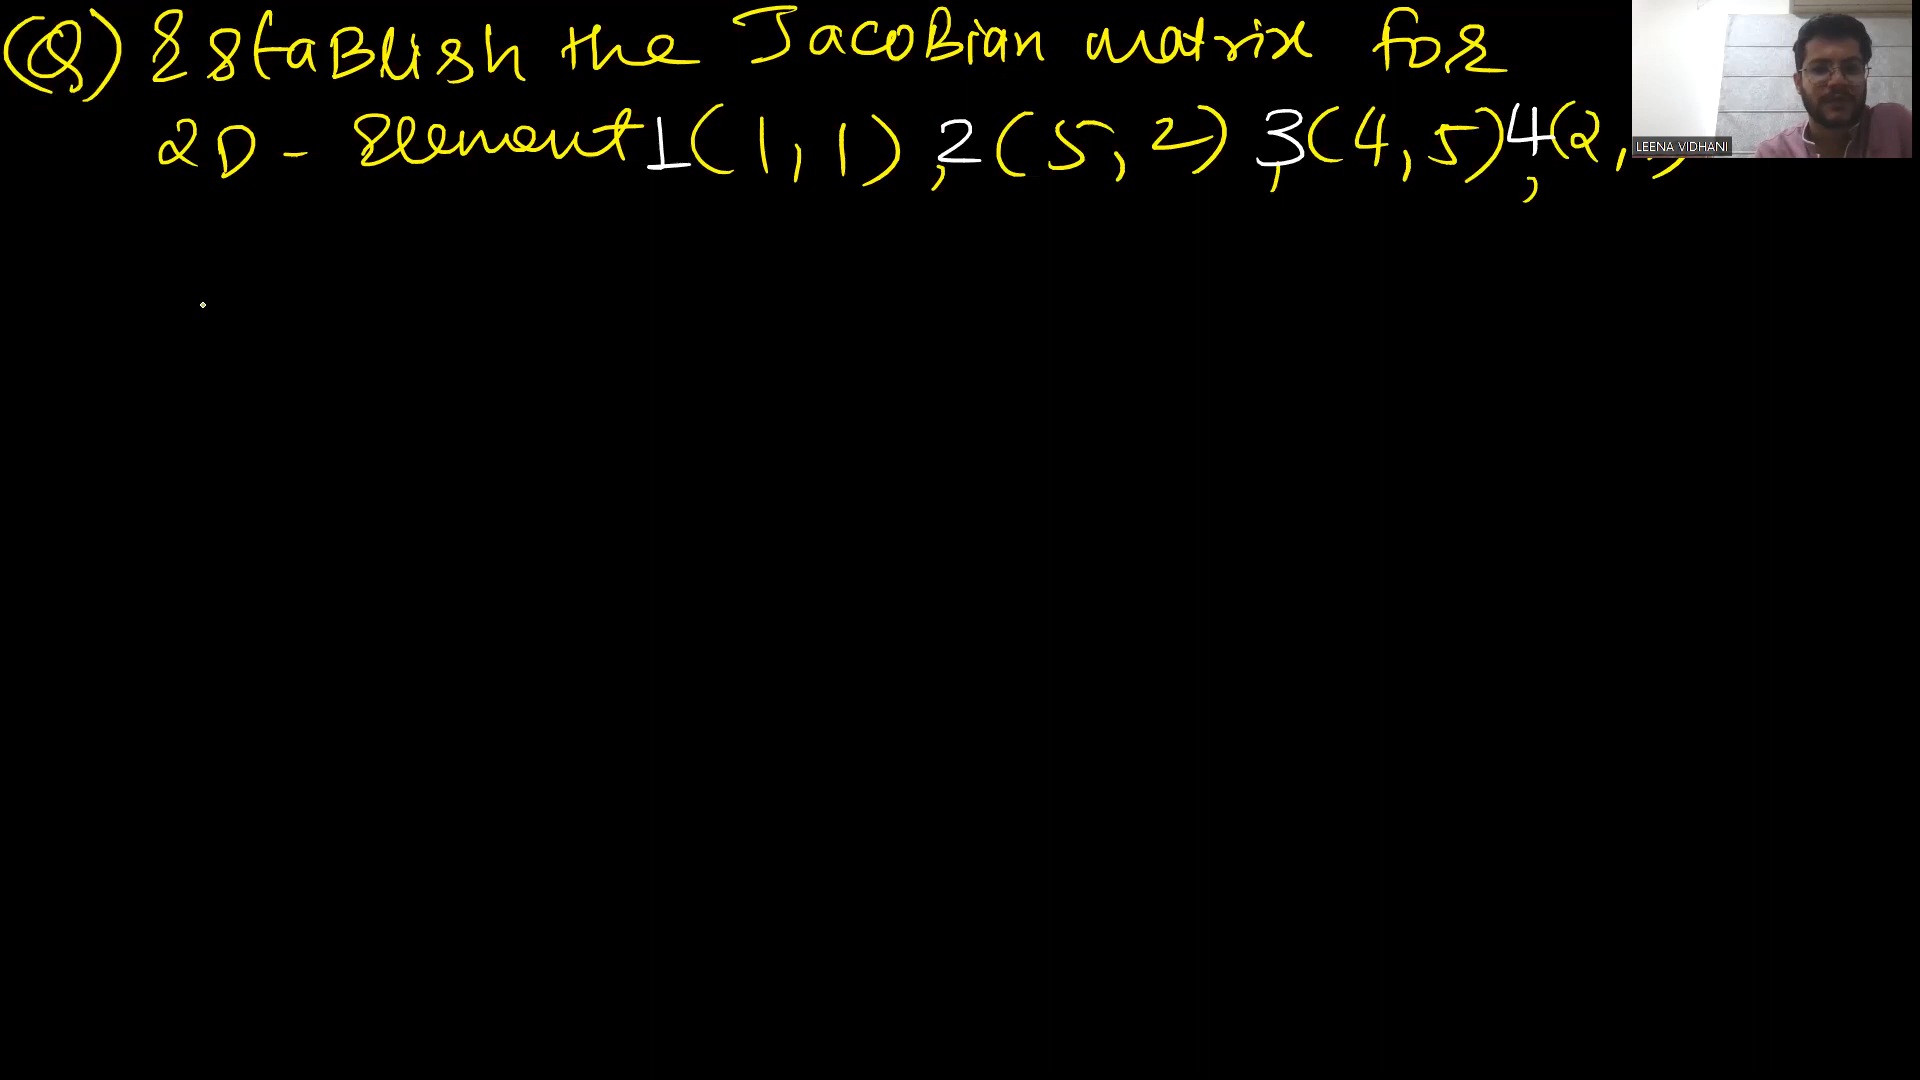 (Q) Establish the Jacobian matrix for
2D - Element 1(1,1), 2(5,2), 3(4,5), 4(2,
LEENA VIDHANI